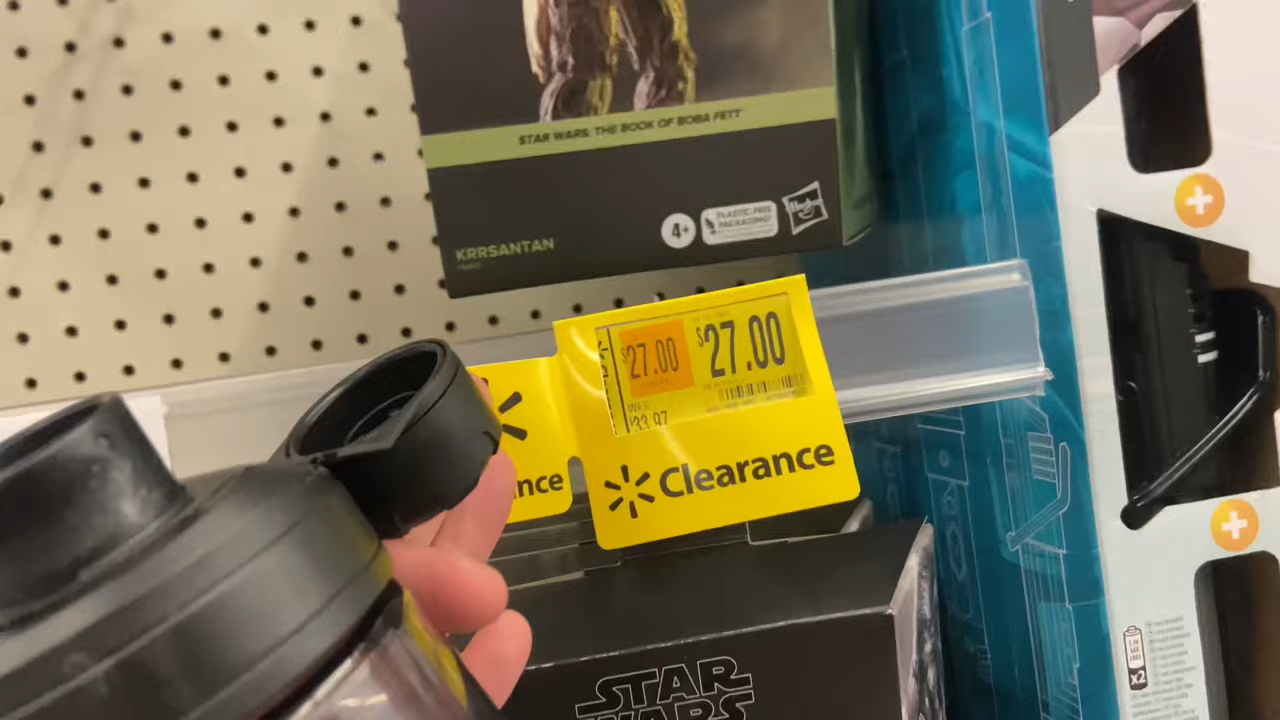 STAR WARS: THE BOOK OF BOBA FETT
4+
PLASTIC-FREE
PACKAGING!
Hasbro
KRRSANTAN
$27.00
$27.00
WAS
$33.97
Clearance
nce
STAR
WARS
x2